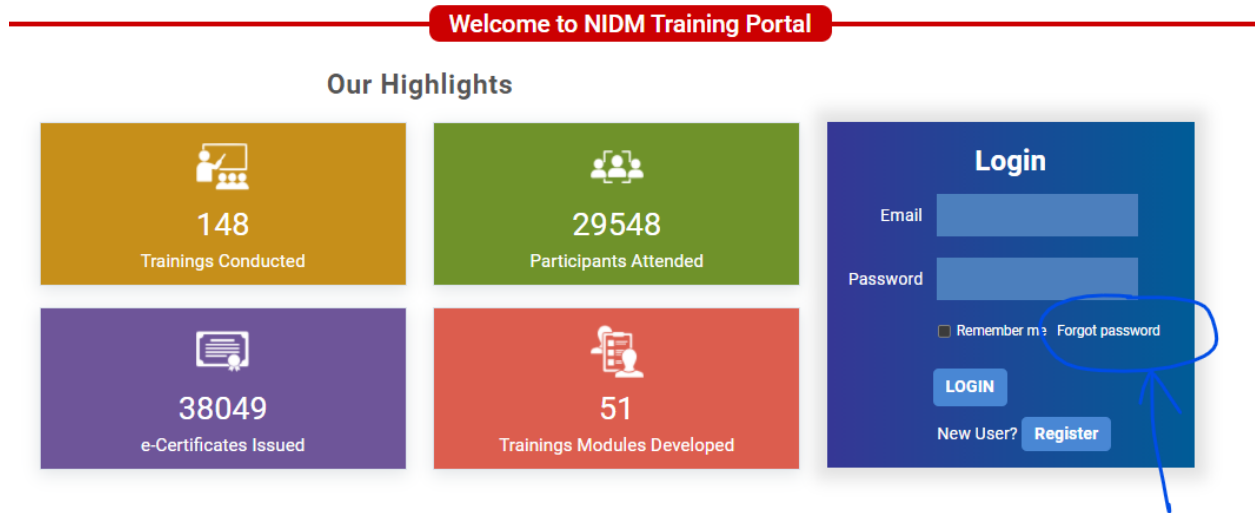 Welcome to NIDM Training Portal
Our Highlights
148
Trainings Conducted
29548
Participants Attended
38049
e-Certificates Issued
51
Trainings Modules Developed
Login
Email
Password
Remember me Forgot password
LOGIN
New User? Register